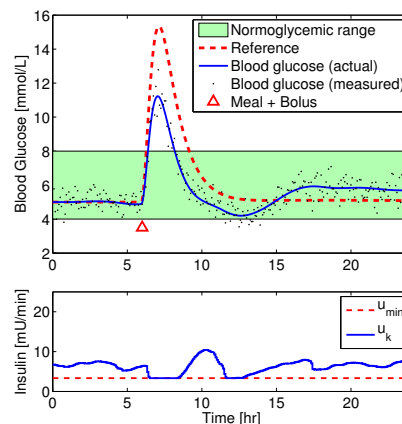 16
14
12
10
8
6
4
2
Blood Glucose [mmol/L]
Normoglycemic range
Reference
Blood glucose (actual)
Blood glucose (measured)
Meal + Bolus
0 5 10 15 20
20
10
0
Insulin [mU/min]
u_min
u_k
0 5 10 15 20
Time [hr]